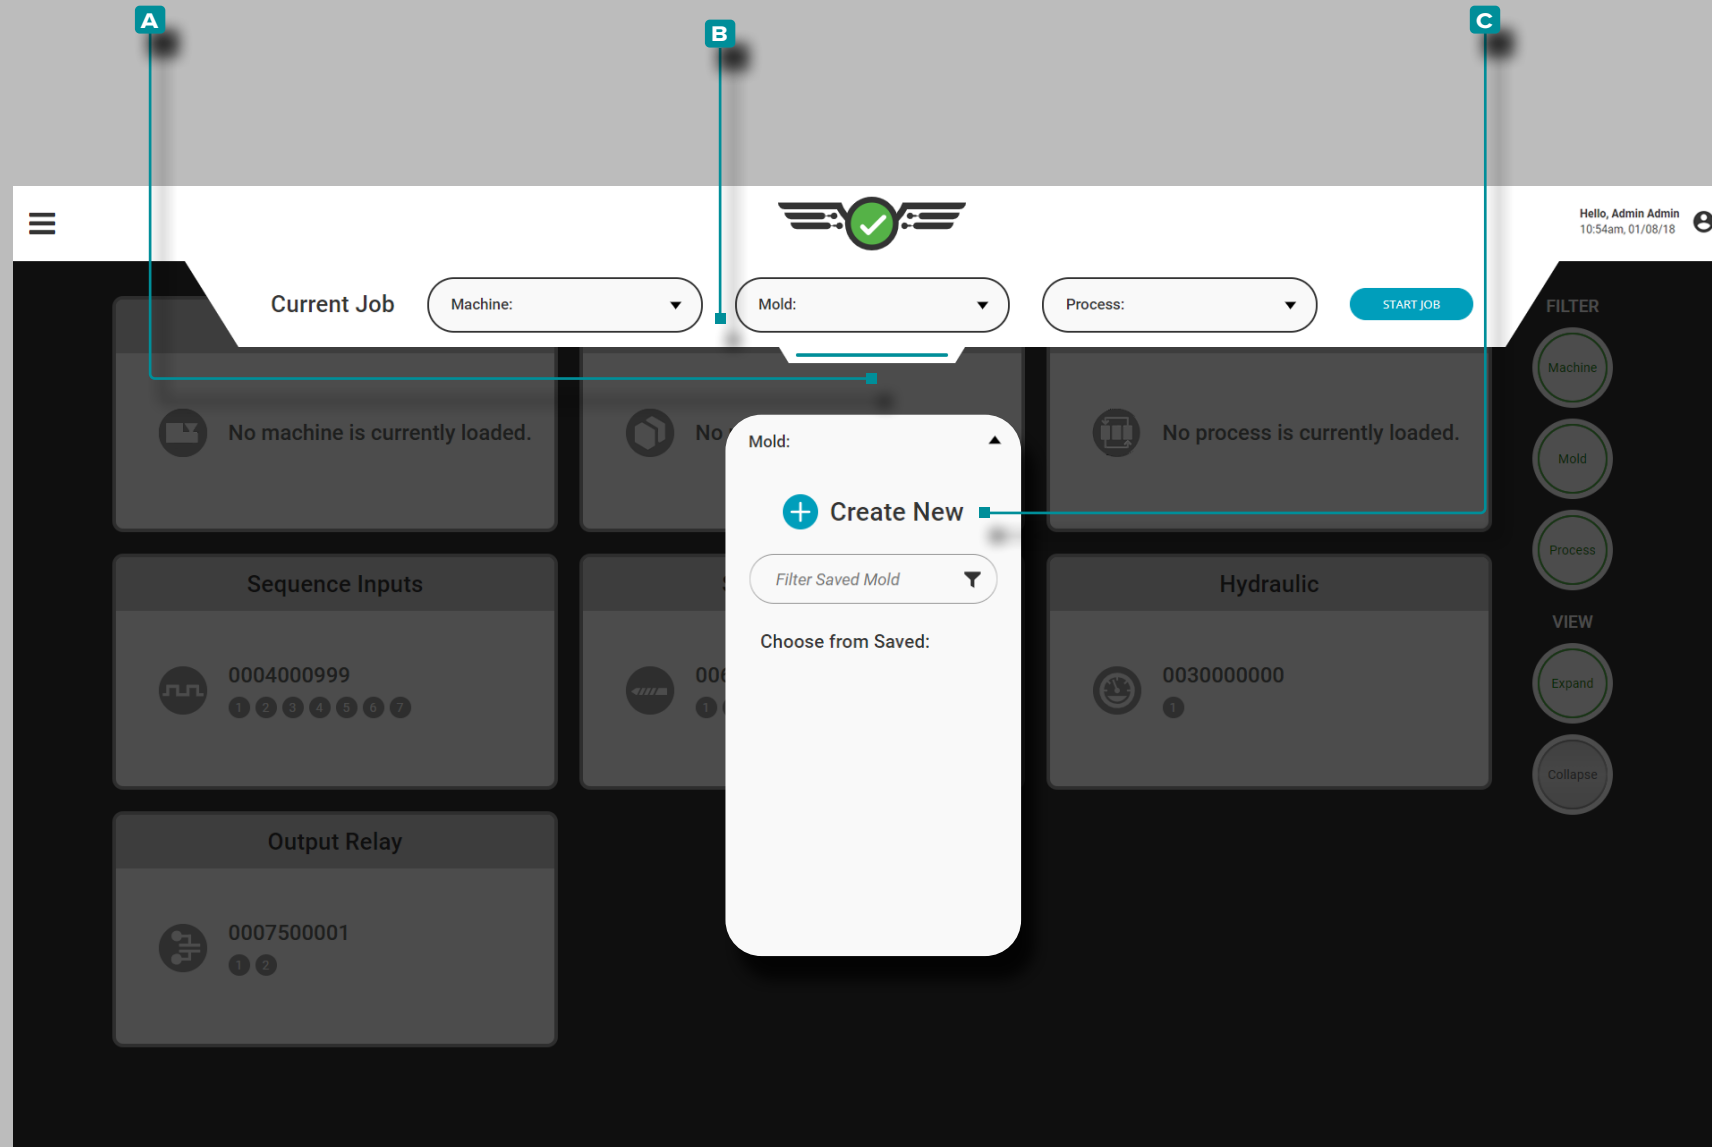 A
B
C
Hello, Admin Admin
10:54am, 01/08/18
Current Job
Machine:
Mold:
Process:
START JOB
FILTER
Machine
Mold
Process
VIEW
Expand
Collapse
No machine is currently loaded.
No
No process is currently loaded.
Mold:
Create New
Filter Saved Mold
Choose from Saved:
Sequence Inputs
Hydraulic
0004000999
1 2 3 4 5 6 7
006
1
0030000000
1
Output Relay
0007500001
1 2